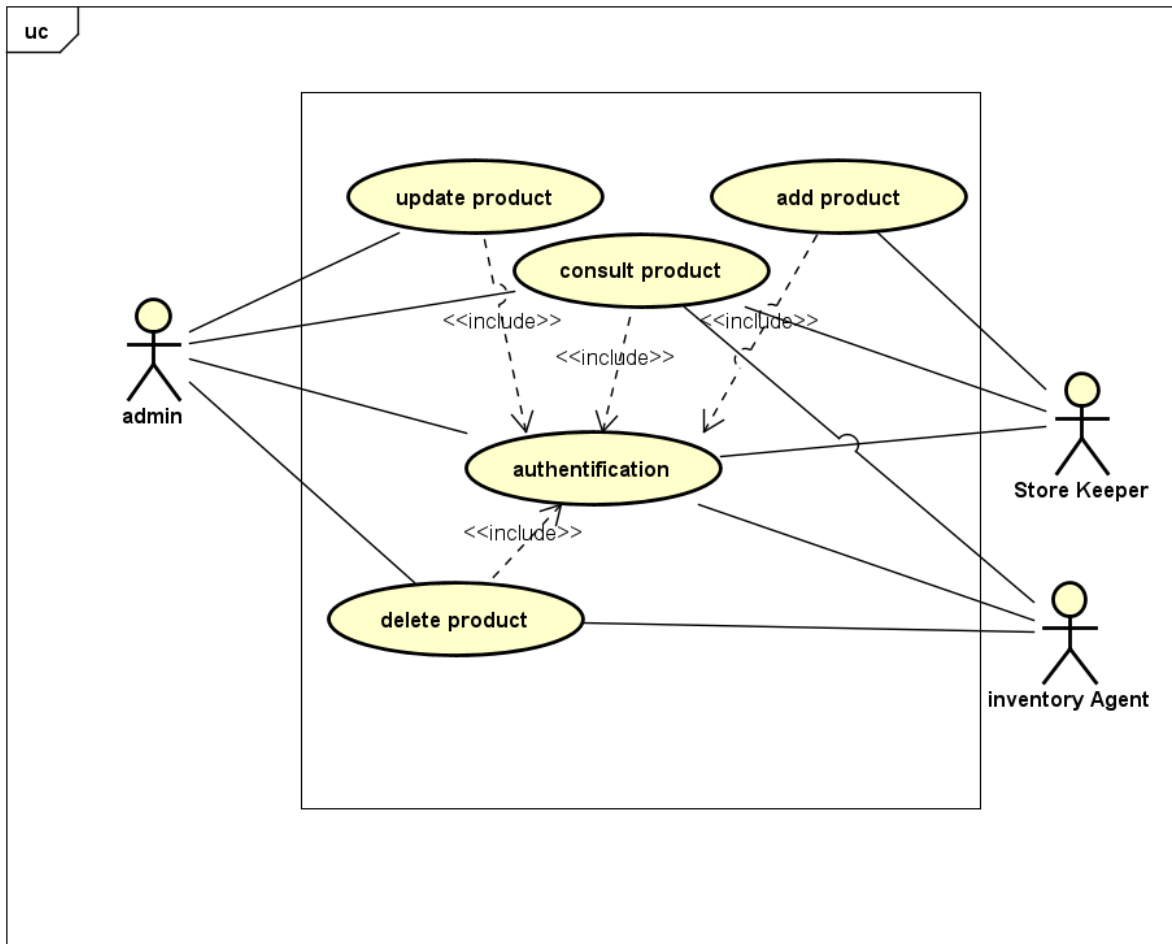 uc
update product
add product
consult product
<<include>>
<<include>>
<<include>>
admin
authentification
Store Keeper
<<include>>
delete product
inventory Agent